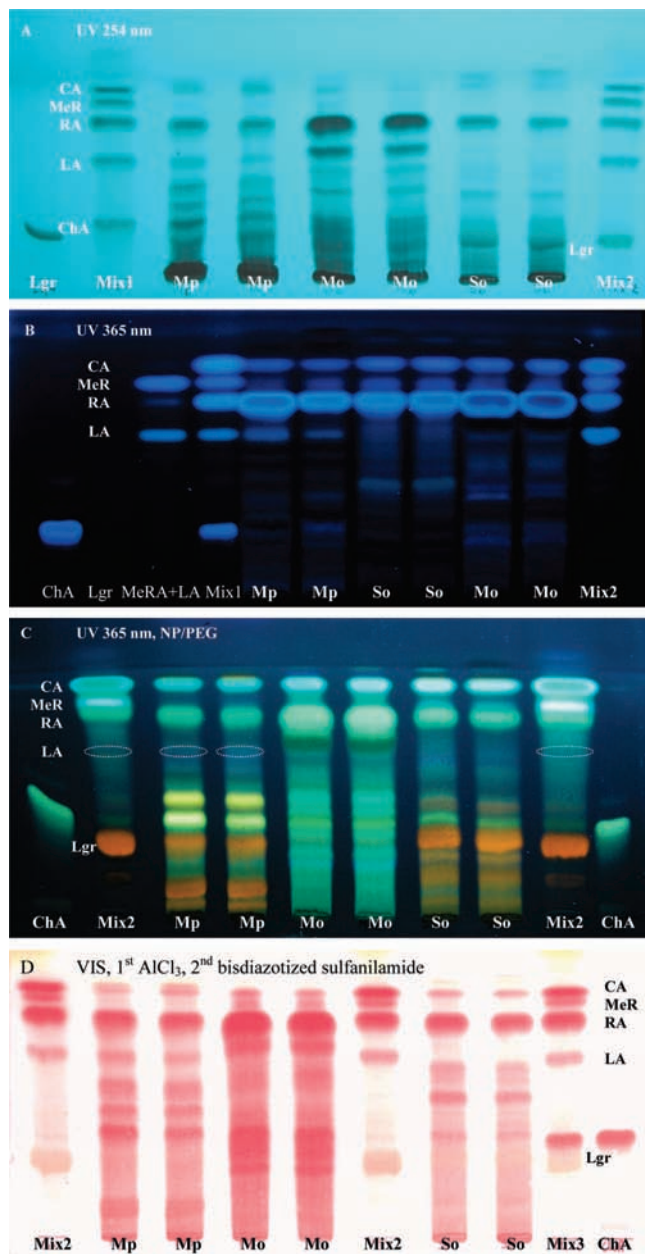 A UV 254 nm
CA
MeR
RA
LA
ChA
Lgr
Lgr Mix1 Mp Mp Mo Mo So So Mix2
B UV 365 nm
CA
MeR
RA
LA
ChA Lgr MeRA+LA Mix1 Mp Mp So So Mo Mo Mix2
C UV 365 nm, NP/PEG
CA
MeR
RA
LA
Lgr
ChA Mix2 Mp Mp Mo Mo So So Mix2 ChA
D VIS, 1st AlCl₃, 2nd bisdiazotized sulfanilamide
CA
MeR
RA
LA
Lgr
Mix2 Mp Mp Mo Mo Mix2 So So Mix3 ChA